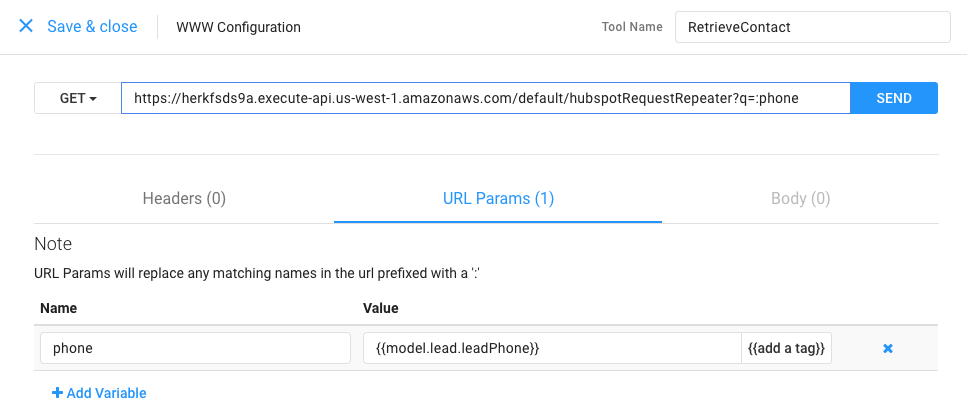 Save & close WWW Configuration Tool Name RetrieveContact
GET https://herkfsds9a.execute-api.us-west-1.amazonaws.com/default/hubspotRequestRepeater?q=:phone SEND
Headers (0) URL Params (1) Body (0)
Note
URL Params will replace any matching names in the url prefixed with a ':'
Name Value
phone {{model.lead.leadPhone}} {{add a tag}}
Add Variable